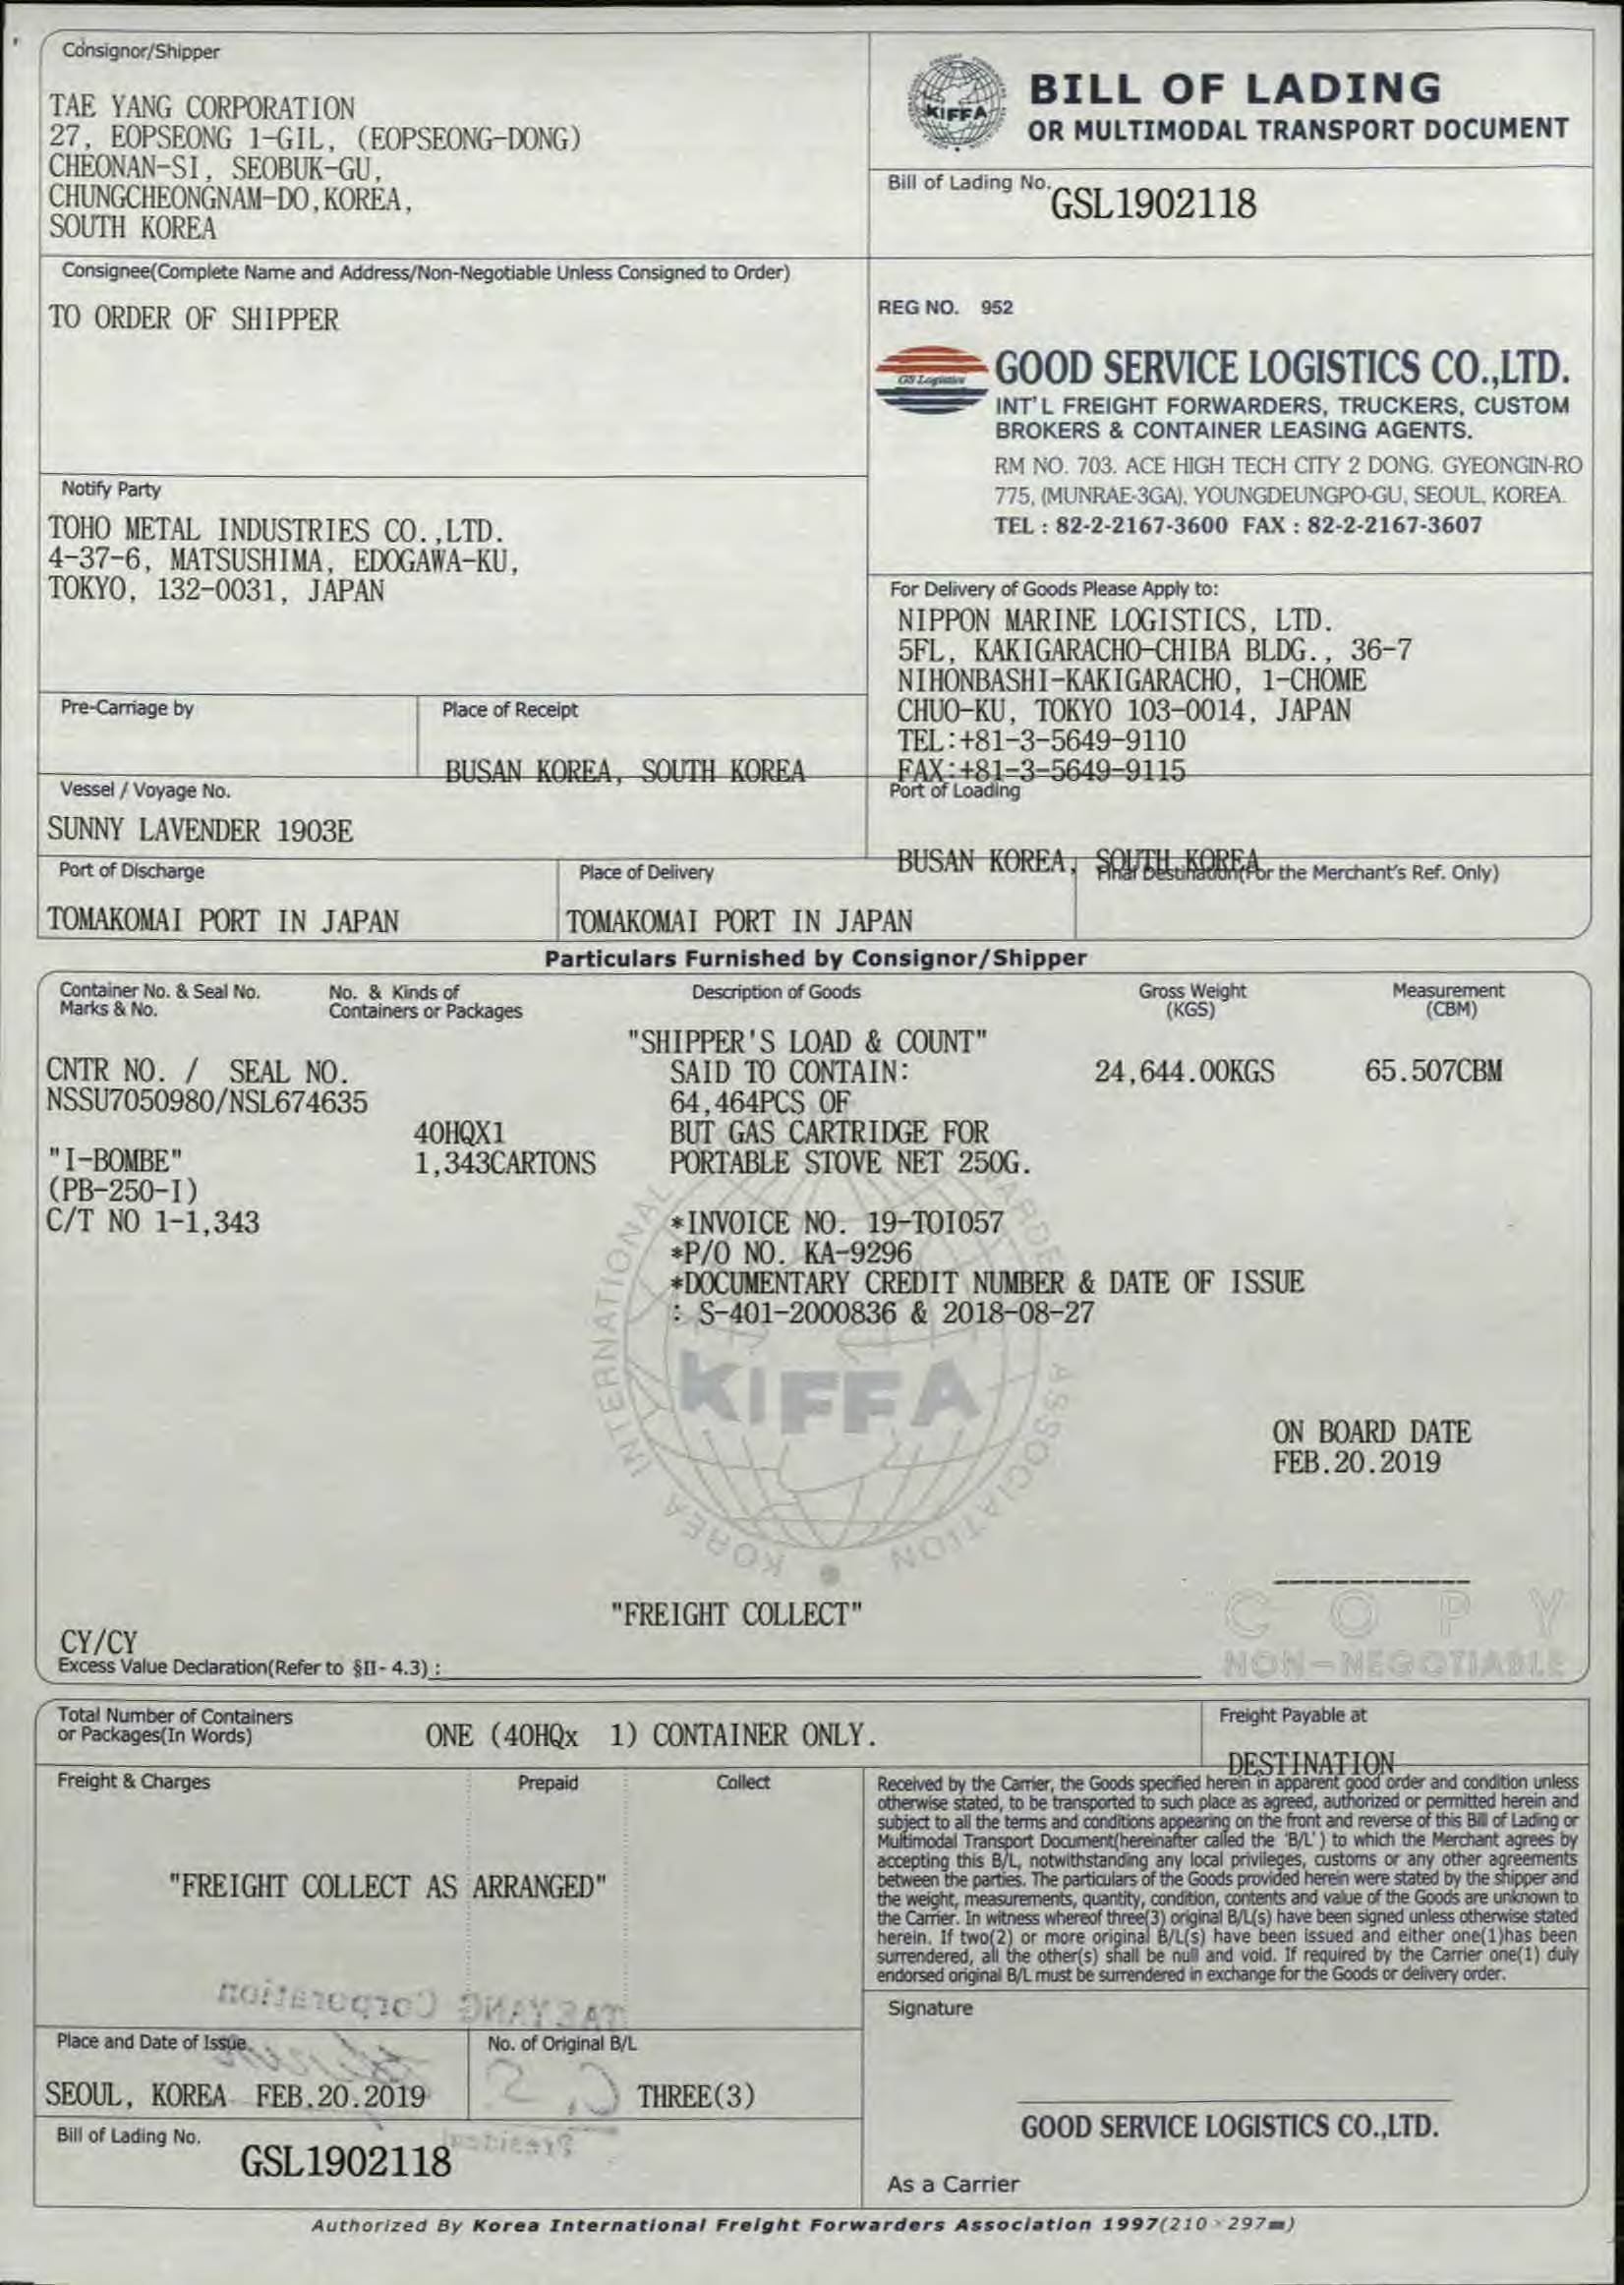 Consignor/Shipper
TAE YANG CORPORATION
27, EOPSEONG 1-GIL, (EOPSEONG-DONG)
CHEONAN-SI, SEOBUK-GU,
CHUNGCHEONGNAM-DO,KOREA,
SOUTH KOREA
KIFFA
BILL OF LADING
OR MULTIMODAL TRANSPORT DOCUMENT
Bill of Lading No.
GSL1902118
Consignee(Complete Name and Address/Non-Negotiable Unless Consigned to Order)
TO ORDER OF SHIPPER
REG NO. 952
GS Logistics
GOOD SERVICE LOGISTICS CO.,LTD.
INT'L FREIGHT FORWARDERS, TRUCKERS, CUSTOM
BROKERS & CONTAINER LEASING AGENTS.
RM NO. 703. ACE HIGH TECH CITY 2 DONG. GYEONGIN-RO
775, (MUNRAE-3GA), YOUNGDEUNGPO-GU, SEOUL, KOREA.
TEL : 82-2-2167-3600 FAX : 82-2-2167-3607
Notify Party
TOHO METAL INDUSTRIES CO.,LTD.
4-37-6, MATSUSHIMA, EDOGAWA-KU,
TOKYO, 132-0031, JAPAN
For Delivery of Goods Please Apply to:
NIPPON MARINE LOGISTICS, LTD.
5FL, KAKIGARACHO-CHIBA BLDG., 36-7
NIHONBASHI-KAKIGARACHO, 1-CHOME
CHUO-KU, TOKYO 103-0014, JAPAN
TEL:+81-3-5649-9110
FAX:+81-3-5649-9115
Pre-Carriage by
Place of Receipt
BUSAN KOREA, SOUTH KOREA
Vessel / Voyage No.
SUNNY LAVENDER 1903E
Port of Loading
BUSAN KOREA, SOUTH KOREA
Port of Discharge
TOMAKOMAI PORT IN JAPAN
Place of Delivery
TOMAKOMAI PORT IN JAPAN
Final Destination(For the Merchant's Ref. Only)
Particulars Furnished by Consignor/Shipper
Container No. & Seal No.
Marks & No.
No. & Kinds of
Containers or Packages
Description of Goods
Gross Weight
(KGS)
Measurement
(CBM)
"SHIPPER'S LOAD & COUNT"
CNTR NO. / SEAL NO.
SAID TO CONTAIN:
24,644.00KGS
65.507CBM
NSSU7050980/NSL674635
64,464PCS OF
40HQX1
BUT GAS CARTRIDGE FOR
"I-BOMBE"
1,343CARTONS
PORTABLE STOVE NET 250G.
(PB-250-I)
C/T NO 1-1,343
*INVOICE NO. 19-TOI057
*P/O NO. KA-9296
*DOCUMENTARY CREDIT NUMBER & DATE OF ISSUE
: S-401-2000836 & 2018-08-27
KIFFA
KOREA INTERNATIONAL
ASSOCIATION
ON BOARD DATE
FEB.20.2019
"FREIGHT COLLECT"
COPY
NON-NEGOTIABLE
CY/CY
Excess Value Declaration(Refer to §II- 4.3) :
Total Number of Containers
or Packages(In Words)
ONE (40HQx 1) CONTAINER ONLY.
Freight Payable at
DESTINATION
Freight & Charges
Prepaid
Collect
"FREIGHT COLLECT AS ARRANGED"
Received by the Carrier, the Goods specified herein in apparent good order and condition unless
otherwise stated, to be transported to such place as agreed, authorized or permitted herein and
subject to all the terms and conditions appearing on the front and reverse of this Bill of Lading or
Multimodal Transport Document(hereinafter called the 'B/L') to which the Merchant agrees by
accepting this B/L, notwithstanding any local privileges, customs or any other agreements
between the parties. The particulars of the Goods provided herein were stated by the shipper and
the weight, measurements, quantity, condition, contents and value of the Goods are unknown to
the Carrier. In witness whereof three(3) original B/L(s) have been signed unless otherwise stated
herein. If two(2) or more original B/L(s) have been issued and either one(1)has been
surrendered, all the other(s) shall be null and void. If required by the Carrier one(1) duly
endorsed original B/L must be surrendered in exchange for the Goods or delivery order.
TAEYANG Corporation
Signature
Place and Date of Issue
SEOUL, KOREA FEB.20.2019
No. of Original B/L
THREE(3)
C. S.
President
Bill of Lading No.
GSL1902118
GOOD SERVICE LOGISTICS CO.,LTD.
As a Carrier
Authorized By Korea International Freight Forwarders Association 1997(210×297㎜)